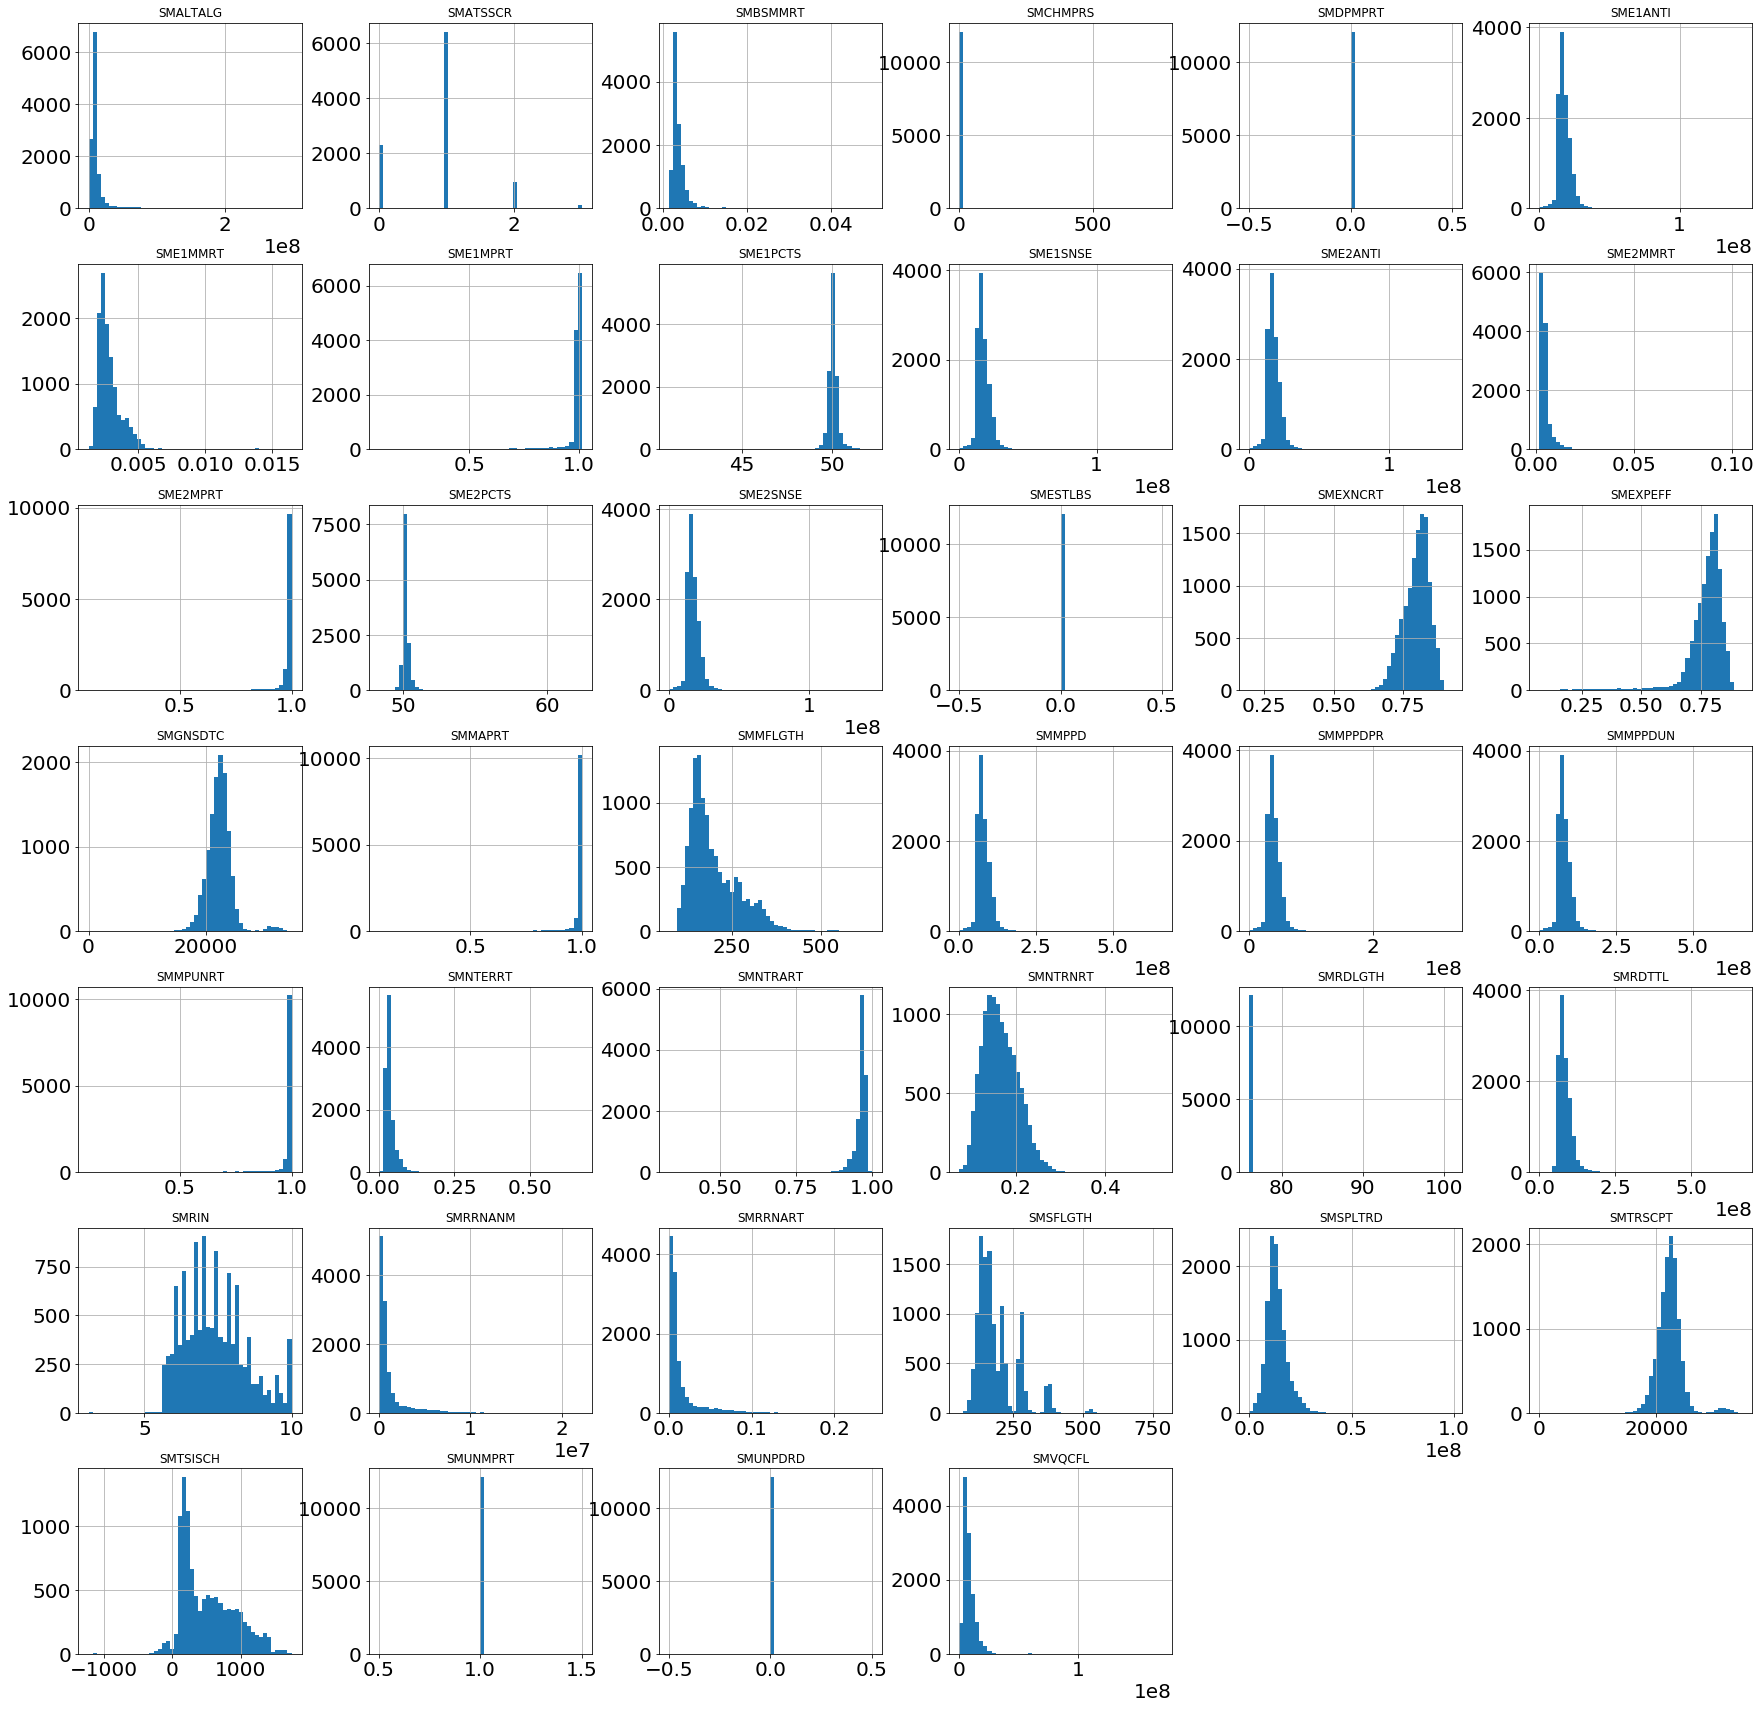 SMALTALG
6000
4000
2000
0
0 2
1e8
SMATSSCR
6000
4000
2000
0
0 2
SMBSMMRT
4000
2000
0
0.00 0.02 0.04
SMCHMPRS
10000
5000
0
0 500
SMDPMPRT
10000
5000
0
−0.5 0.0 0.5
SME1ANTI
4000
2000
0
0 1
1e8
SME1MMRT
2000
1000
0
0.005 0.010 0.015
SME1MPRT
6000
4000
2000
0
0.5 1.0
SME1PCTS
4000
2000
0
45 50
SME1SNSE
4000
2000
0
0 1
1e8
SME2ANTI
4000
2000
0
0 1
1e8
SME2MMRT
6000
4000
2000
0
0.00 0.05 0.10
SME2MPRT
10000
5000
0
0.5 1.0
SME2PCTS
7500
5000
2500
0
50 60
SME2SNSE
4000
2000
0
0 1
1e8
SMESTLBS
10000
5000
0
−0.5 0.0 0.5
SMEXNCRT
1500
1000
500
0
0.25 0.50 0.75
SMEXPEFF
1500
1000
500
0
0.25 0.50 0.75
SMGNSDTC
2000
1000
0
0 20000
SMMAPRT
10000
5000
0
0.5 1.0
SMMFLGTH
1000
500
0
250 500
SMMPPD
4000
2000
0
0.0 2.5 5.0
1e8
SMMPPDPR
4000
2000
0
0 2
1e8
SMMPPDUN
4000
2000
0
0.0 2.5 5.0
1e8
SMMPUNRT
10000
5000
0
0.5 1.0
SMNTERRT
4000
2000
0
0.00 0.25 0.50
SMNTRART
6000
4000
2000
0
0.50 0.75 1.00
SMNTRNRT
1000
500
0
0.2 0.4
SMRDLGTH
10000
5000
0
80 90 100
SMRDTTL
4000
2000
0
0.0 2.5 5.0
1e8
SMRIN
750
500
250
0
5 10
SMRRNANM
4000
2000
0
0 1 2
1e7
SMRRNART
4000
2000
0
0.0 0.1 0.2
SMSFLGTH
1500
1000
500
0
250 500 750
SMSPLTRD
2000
1000
0
0.0 0.5 1.0
1e8
SMTRSCPT
2000
1000
0
0 20000
SMTSISCH
1000
500
0
−1000 0 1000
SMUNMPRT
10000
5000
0
0.5 1.0 1.5
SMUNPDRD
10000
5000
0
−0.5 0.0 0.5
SMVQCFL
4000
2000
0
0 1
1e8